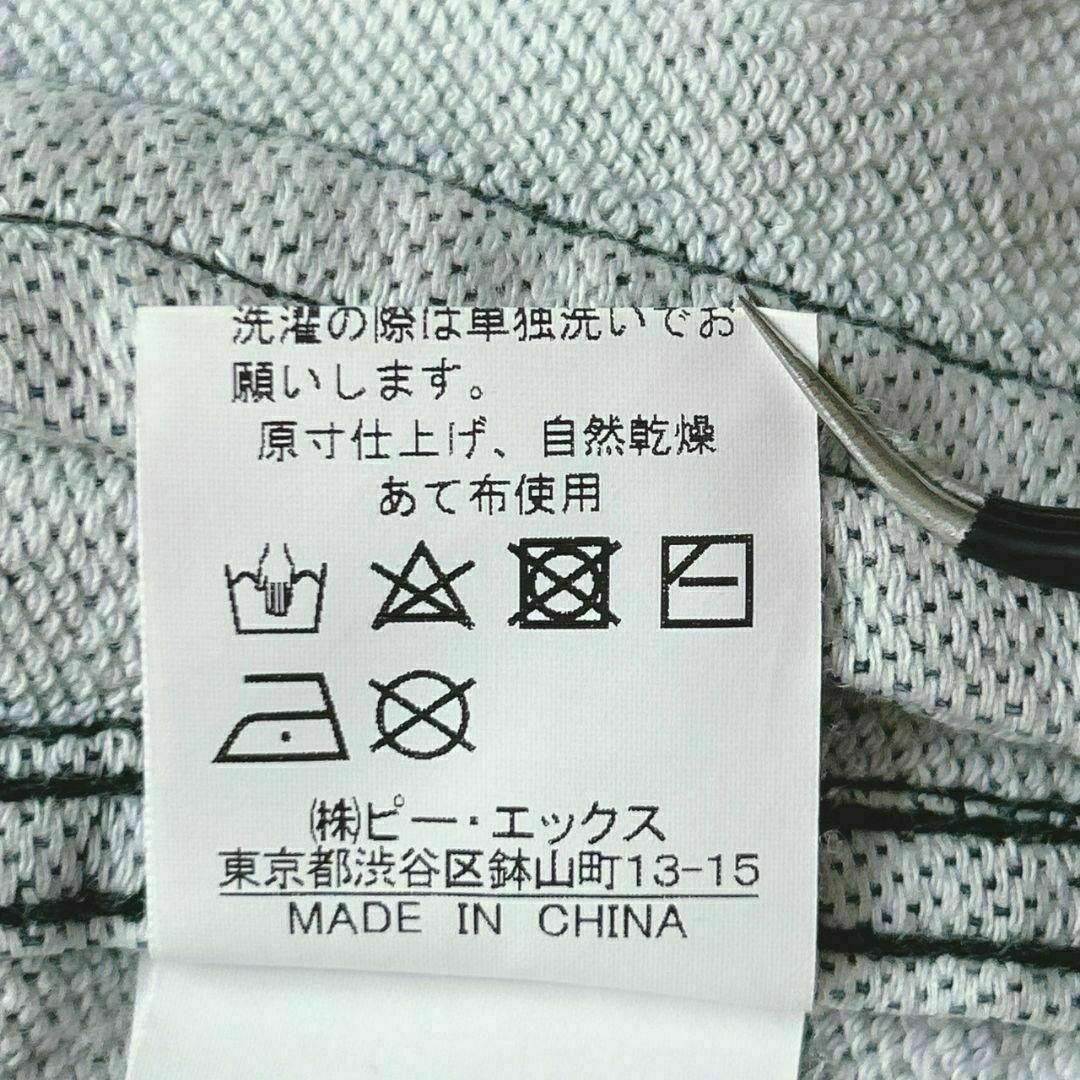 洗濯の際は単独洗いでお
願いします。
原寸仕上げ、自然乾燥
あて布使用
㈱ピー・エックス
東京都渋谷区鉢山町13-15
MADE IN CHINA